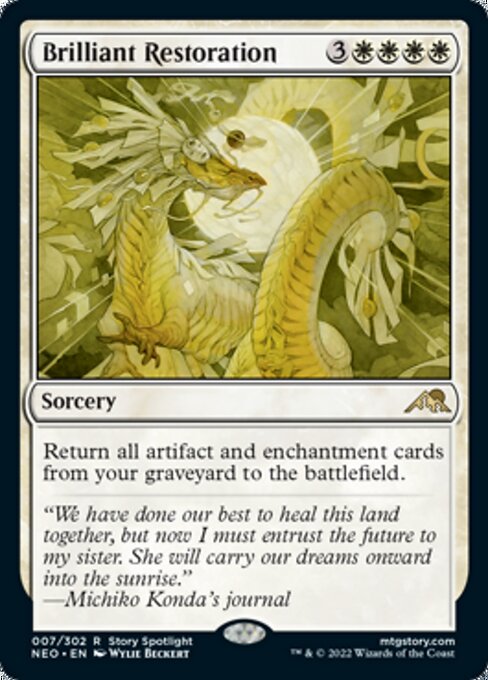 Brilliant Restoration 3
Sorcery
Return all artifact and enchantment cards
from your graveyard to the battlefield.
“We have done our best to heal this land
together, but now I must entrust the future to
my sister. She will carry our dreams onward
into the sunrise.”
—Michiko Konda’s journal
007/302 R Story Spotlight
NEO • EN Wylie Beckert
mtgstory.com
™ & © 2022 Wizards of the Coast